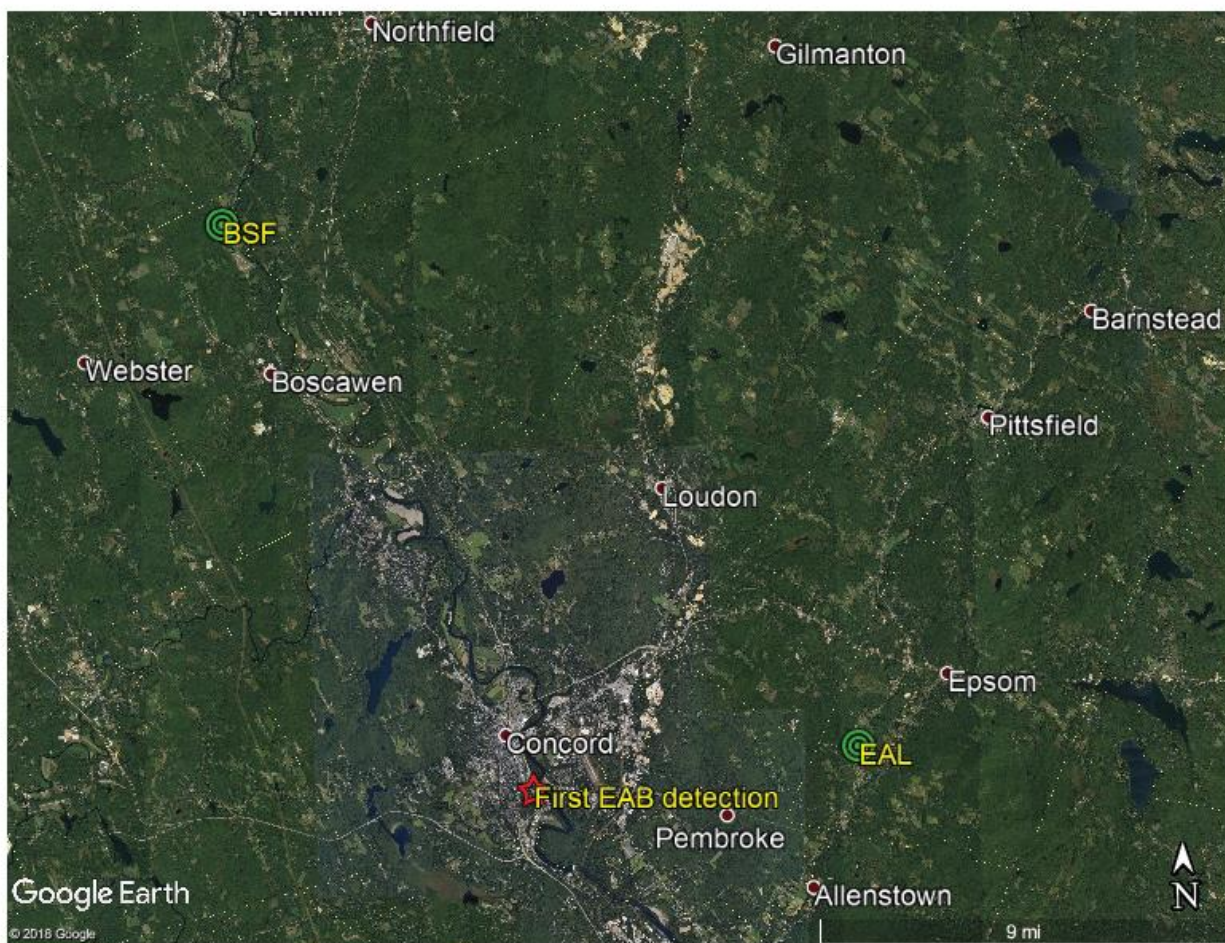 Franklin
Northfield
Gilmanton
BSF
Barnstead
Webster
Boscawen
Pittsfield
Loudon
Epsom
Concord
EAL
First EAB detection
Pembroke
Allenstown
N
Google Earth
© 2018 Google
9 mi